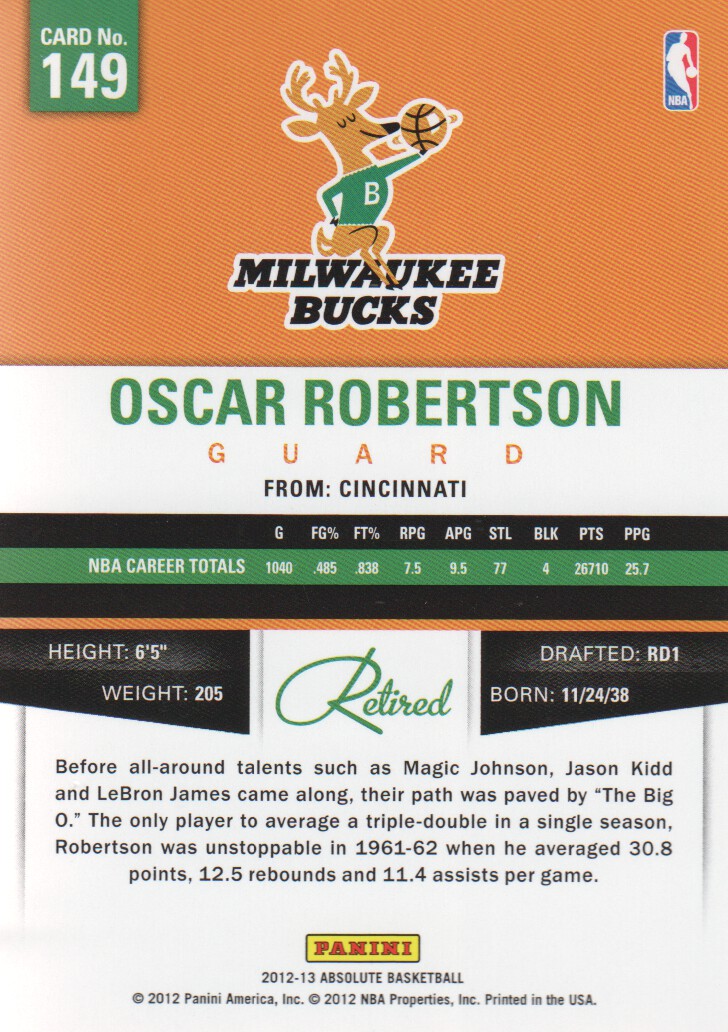 CARD No.
149
NBA
B
MILWAUKEE
BUCKS
OSCAR ROBERTSON
GUARD
FROM: CINCINNATI
G FG% FT% RPG APG STL BLK PTS PPG
NBA CAREER TOTALS 1040 .485 .838 7.5 9.5 77 4 26710 25.7
HEIGHT: 6'5"
WEIGHT: 205
Retired
DRAFTED: RD1
BORN: 11/24/38
Before all-around talents such as Magic Johnson, Jason Kidd
and LeBron James came along, their path was paved by “The Big
O.” The only player to average a triple-double in a single season,
Robertson was unstoppable in 1961-62 when he averaged 30.8
points, 12.5 rebounds and 11.4 assists per game.
PANINI
2012-13 ABSOLUTE BASKETBALL
© 2012 Panini America, Inc. © 2012 NBA Properties, Inc. Printed in the USA.